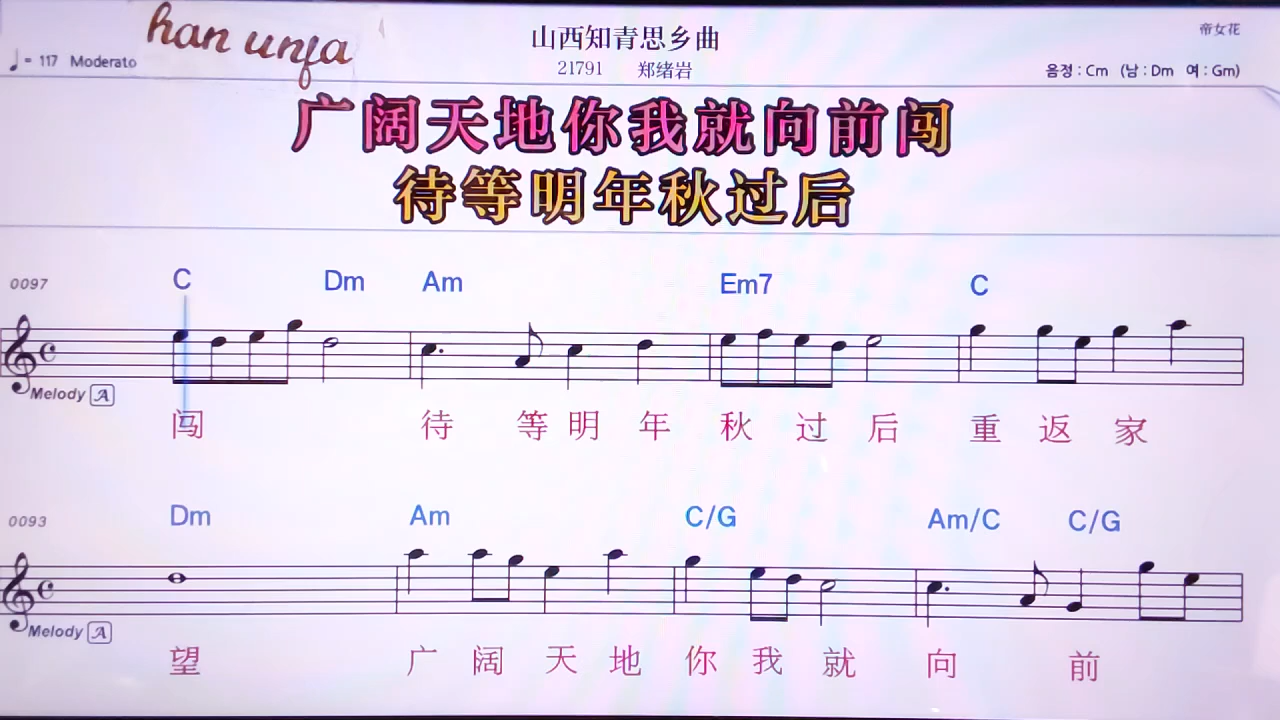 han unfa
山西知青思乡曲
帝女花
♩= 117 Moderato
21791 郑绪岩
음정 : Cm (남 : Dm 여 : Gm)
广阔天地你我就向前闯
待等明年秋过后
0097
C Dm Am Em7 C
Melody A
闯 待 等 明 年 秋 过 后 重 返 家
0093
Dm Am C/G Am/C C/G
Melody A
望 广 阔 天 地 你 我 就 向 前